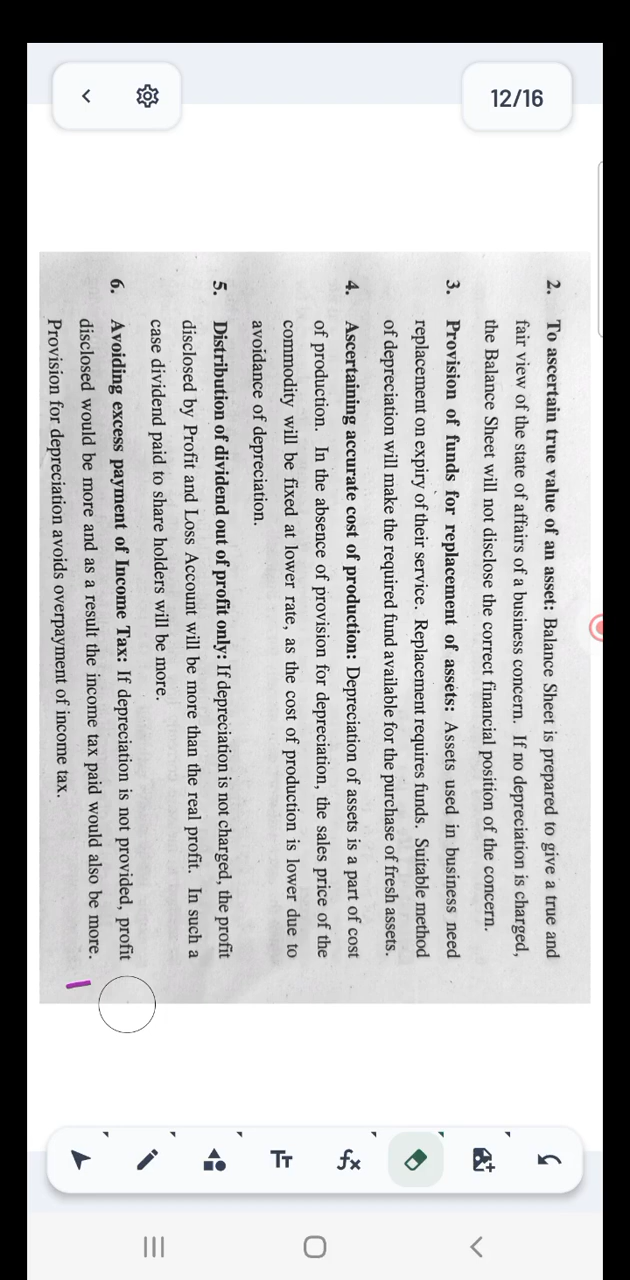 12/16
2. To ascertain true value of an asset: Balance Sheet is prepared to give a true and
fair view of the state of affairs of a business concern. If no depreciation is charged,
the Balance Sheet will not disclose the correct financial position of the concern.
3. Provision of funds for replacement of assets: Assets used in business need
replacement on expiry of their service. Replacement requires funds. Suitable method
of depreciation will make the required fund available for the purchase of fresh assets.
4. Ascertaining accurate cost of production: Depreciation of assets is a part of cost
of production. In the absence of provision for depreciation, the sales price of the
commodity will be fixed at lower rate, as the cost of production is lower due to
avoidance of depreciation.
5. Distribution of dividend out of profit only: If depreciation is not charged, the profit
disclosed by Profit and Loss Account will be more than the real profit. In such a
case dividend paid to share holders will be more.
6. Avoiding excess payment of Income Tax: If depreciation is not provided, profit
disclosed would be more and as a result the income tax paid would also be more.
Provision for depreciation avoids overpayment of income tax.
TT
fx